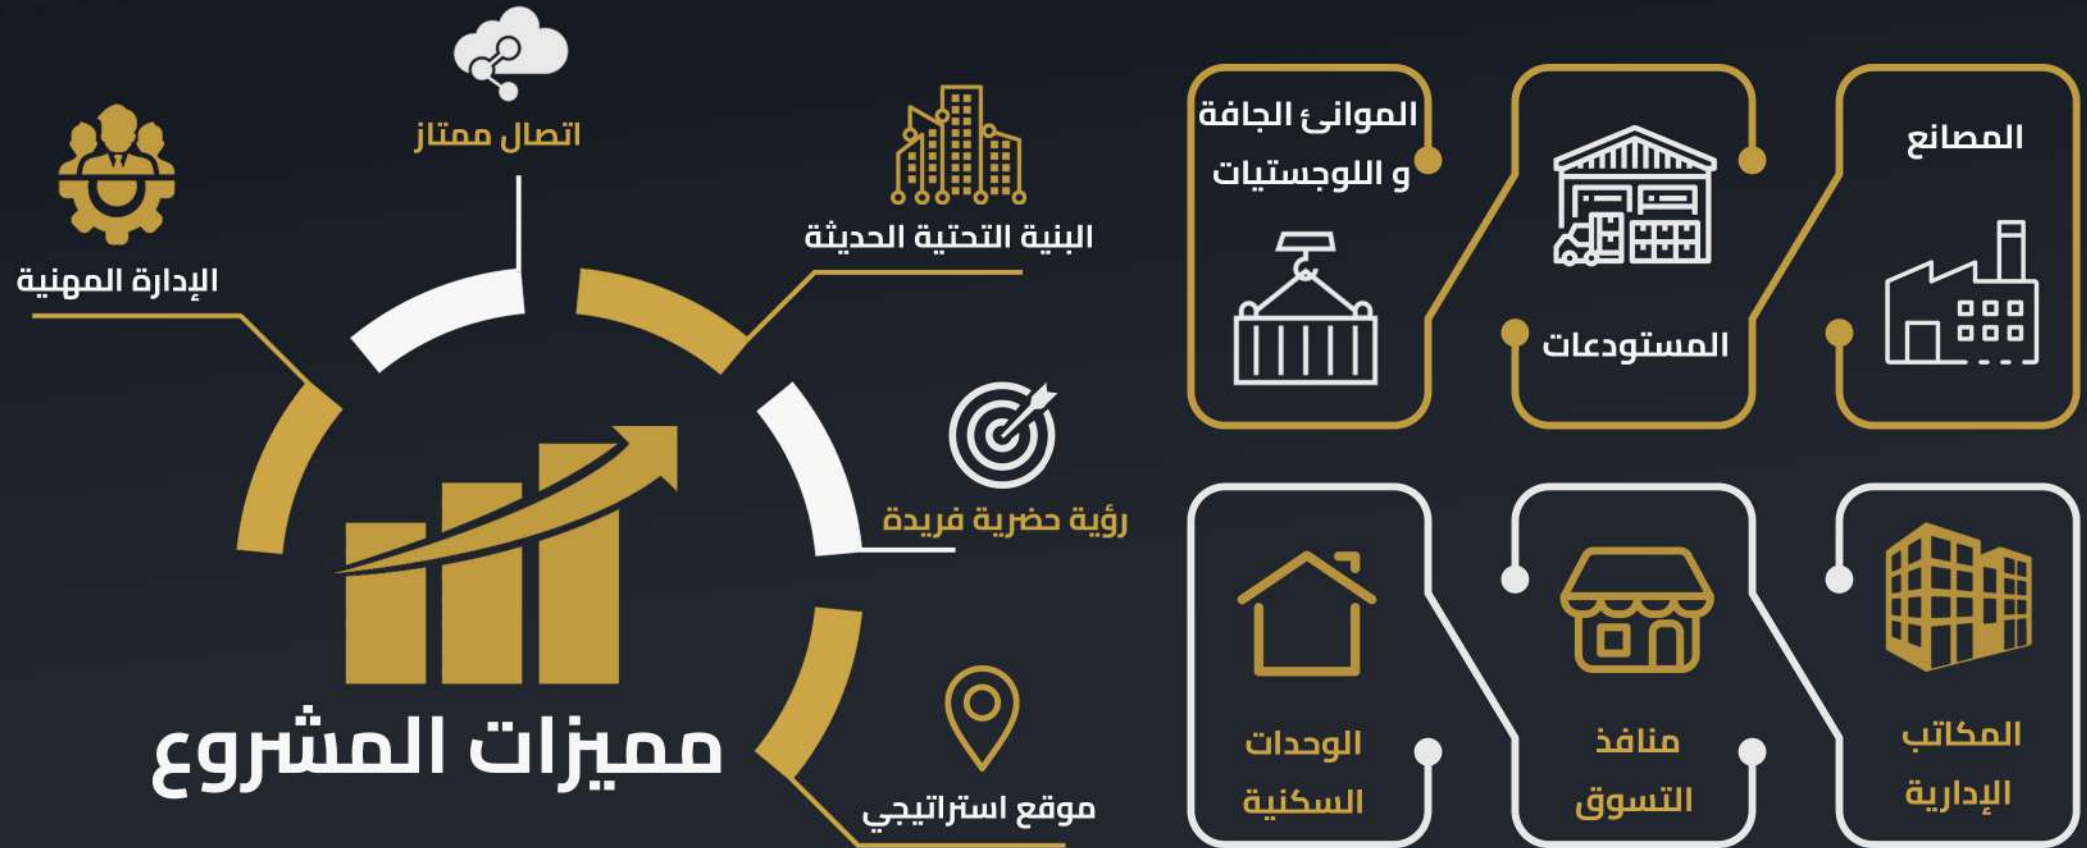 المصانع
المستودعات
الموانئ الجافة
و اللوجستيات
المكاتب
الإدارية
منافذ
التسوق
الوحدات
السكنية
مميزات المشروع
الإدارة المهنية
اتصال ممتاز
البنية التحتية الحديثة
رؤية حضرية فريدة
موقع استراتيجي